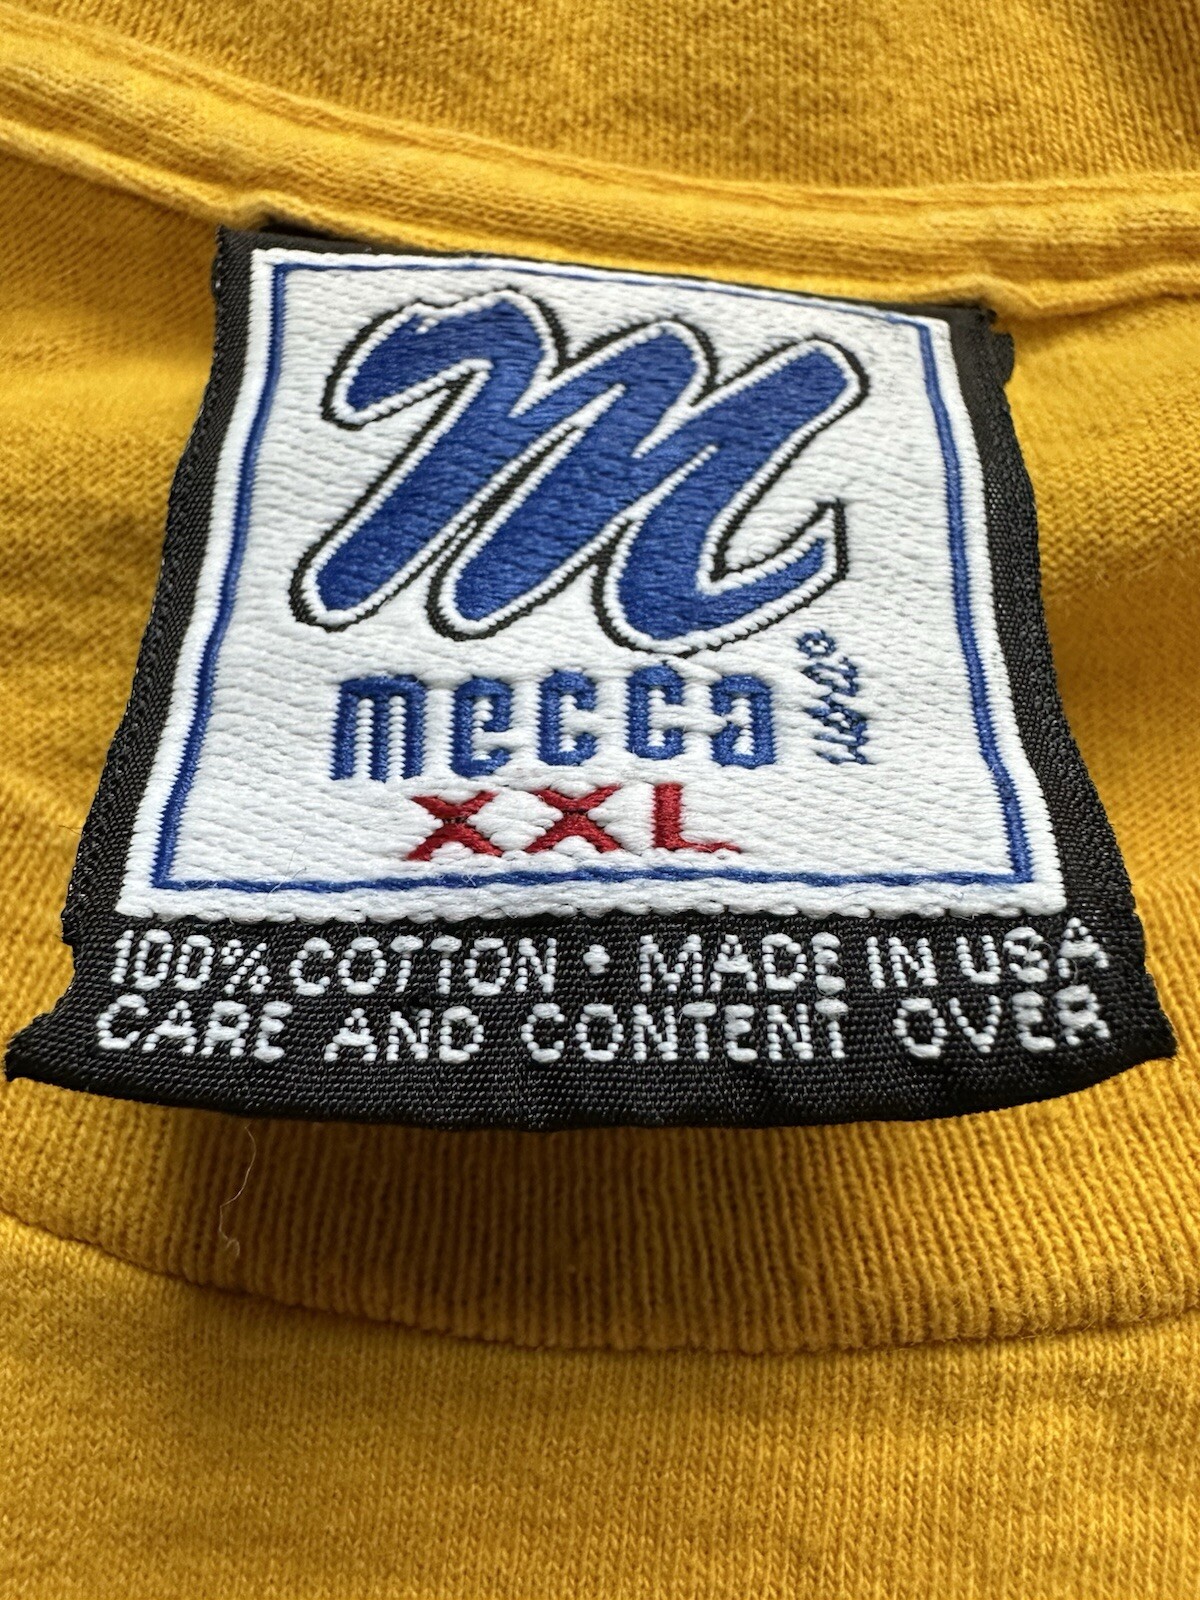 m
mecca
XXL
100% COTTON • MADE IN USA
CARE AND CONTENT OVER